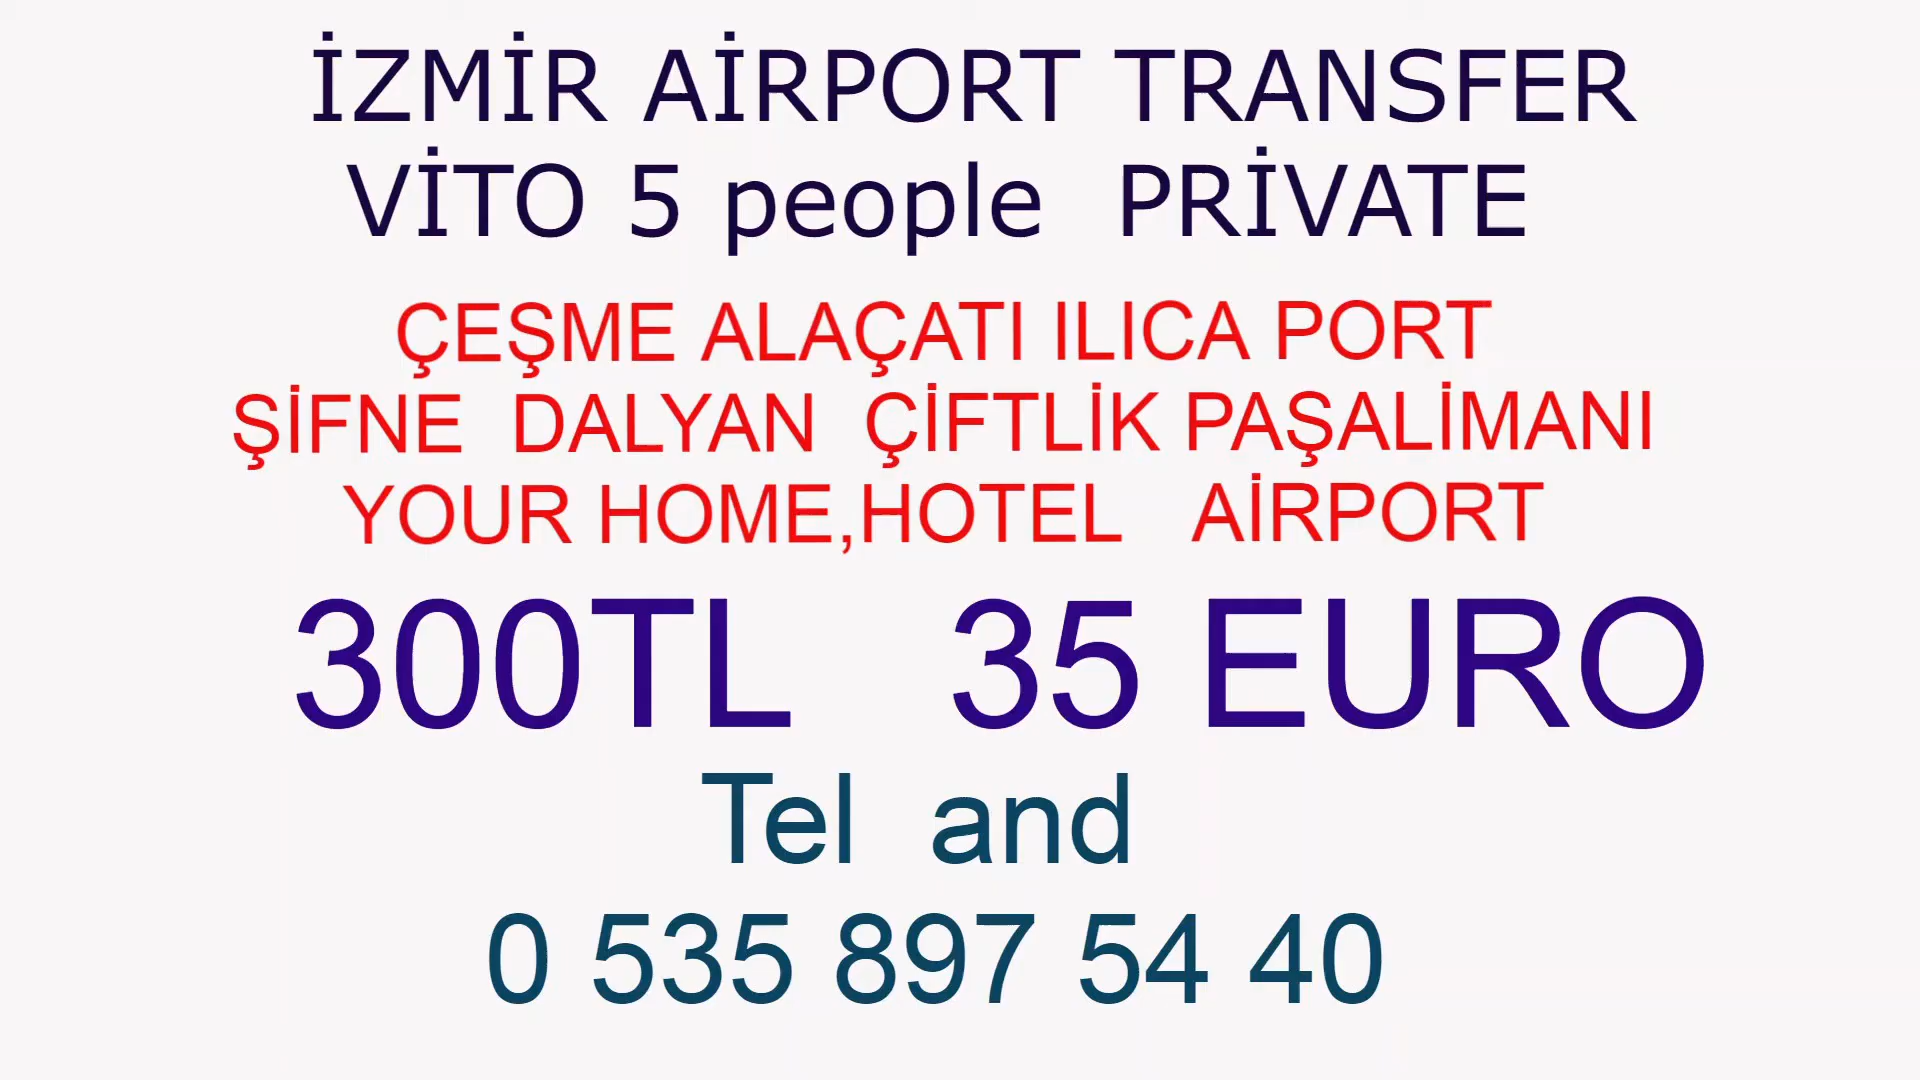 İZMİR AİRPORT TRANSFER
VİTO 5 people PRİVATE
ÇEŞME ALAÇATI ILICA PORT
ŞİFNE DALYAN ÇİFTLİK PAŞALİMANI
YOUR HOME,HOTEL AİRPORT
300TL 35 EURO
Tel and
0 535 897 54 40